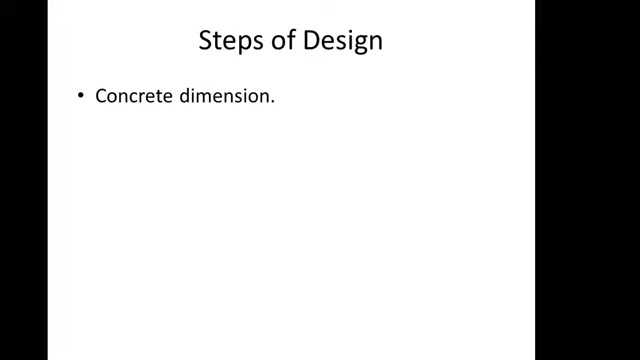 Steps of Design
• Concrete dimension.